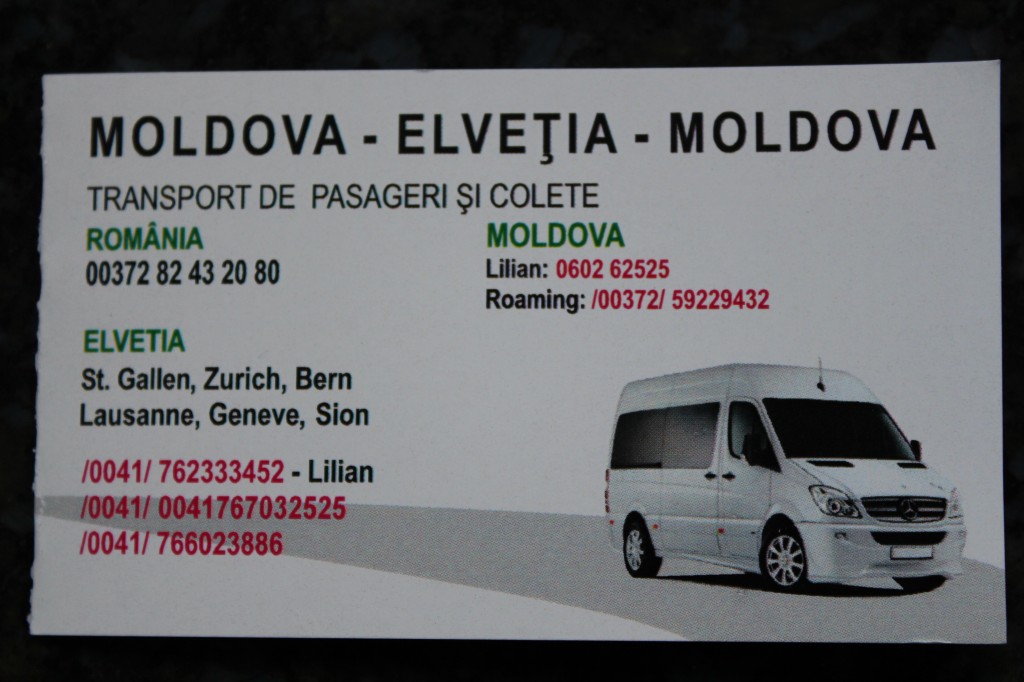 MOLDOVA - ELVEŢIA - MOLDOVA
TRANSPORT DE PASAGERI ŞI COLETE
ROMÂNIA
00372 82 43 20 80
MOLDOVA
Lilian: 0602 62525
Roaming: /00372/ 59229432
ELVETIA
St. Gallen, Zurich, Bern
Lausanne, Geneve, Sion
/0041/ 762333452 - Lilian
/0041/ 0041767032525
/0041/ 766023886